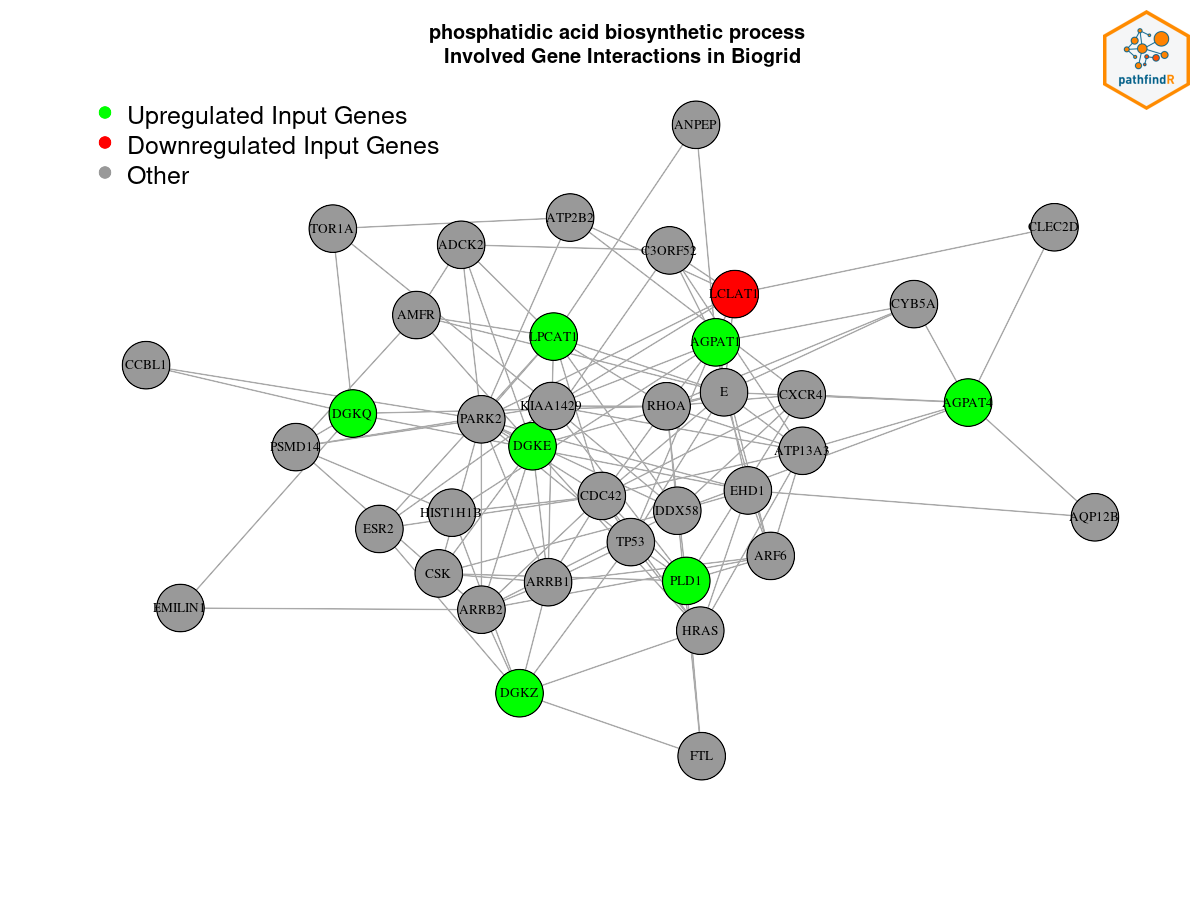 phosphatidic acid biosynthetic process
Involved Gene Interactions in Biogrid
pathfindR
Upregulated Input Genes
Downregulated Input Genes
Other
ANPEP
TOR1A
ATP2B2
CLEC2D
ADCK2
C3ORF52
LCLAT1
CYB5A
AMFR
LPCAT1
AGPAT1
CCBL1
E
CXCR4
AGPAT4
DGKQ
PARK2
KIAA1429
RHOA
PSMD14
DGKE
ATP13A3
EHD1
CDC42
DDX58
AQP12B
HIST1H1B
ESR2
TP53
ARF6
CSK
ARRB1
PLD1
EMILIN1
ARRB2
HRAS
DGKZ
FTL